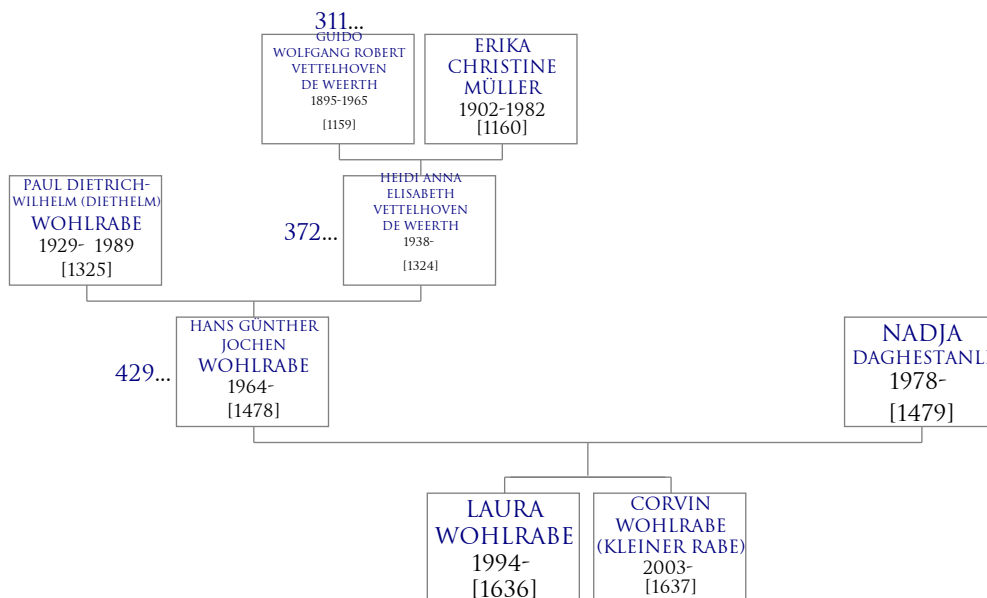 311...
GUIDO
WOLFGANG ROBERT
VETTELHOVEN
DE WEERTH
1895-1965
[1159]
ERIKA
CHRISTINE
MÜLLER
1902-1982
[1160]
PAUL DIETRICH-
WILHELM (DIETHELM)
WOHLRABE
1929- 1989
[1325]
372...
HEIDI ANNA
ELISABETH
VETTELHOVEN
DE WEERTH
1938-
[1324]
429...
HANS GÜNTHER
JOCHEN
WOHLRABE
1964-
[1478]
NADJA
DAGHESTANLI
1978-
[1479]
LAURA
WOHLRABE
1994-
[1636]
CORVIN
WOHLRABE
(KLEINER RABE)
2003-
[1637]